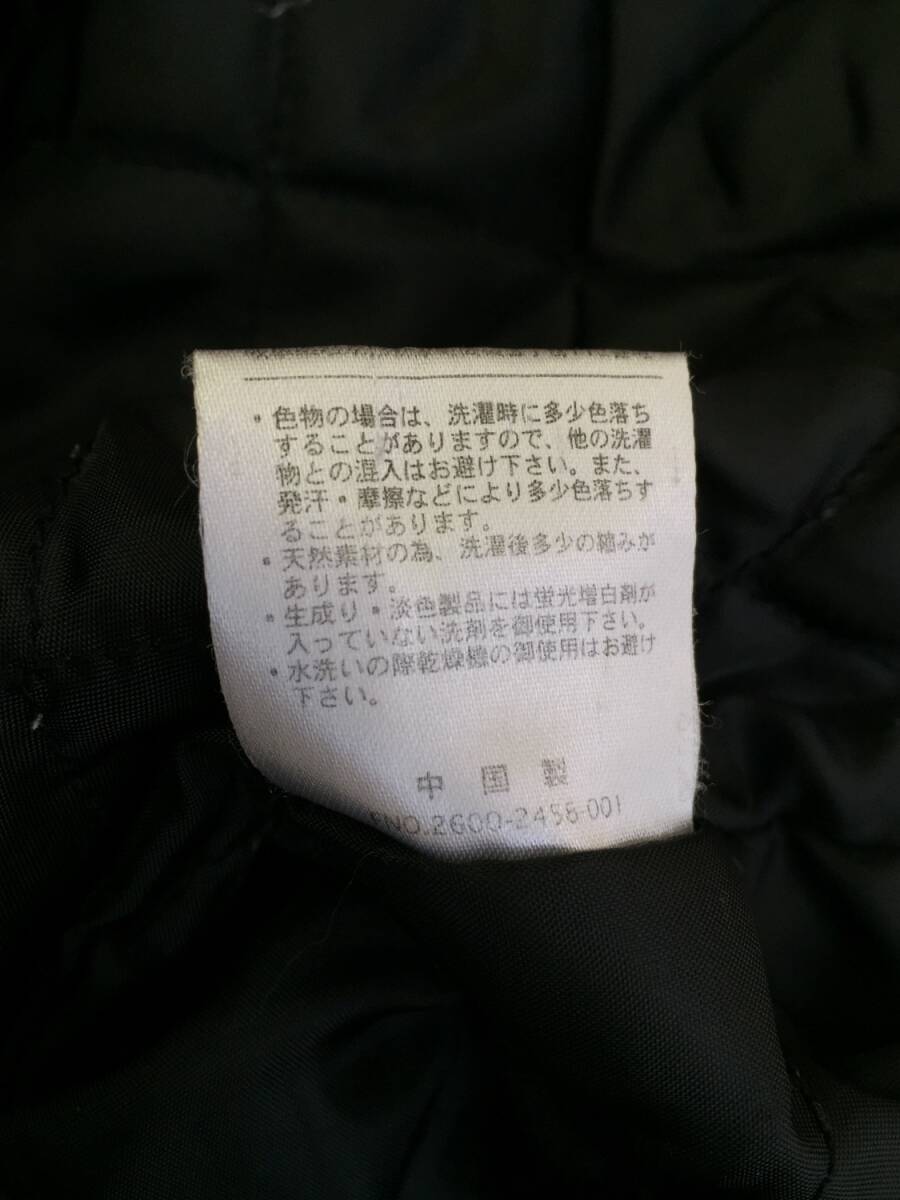 ・色物の場合は、洗濯時に多少色落ち
することがありますので、他の洗濯
物との混入はお避け下さい。また、
発汗・摩擦などにより多少色落ちす
ることがあります。
・天然素材の為、洗濯後多少の縮みが
あります。
・生成り・淡色製品には蛍光増白剤が
入っていない洗剤を御使用下さい。
・水洗いの際乾燥機の御使用はお避け
下さい。
中国製
NO.2600-2458-001